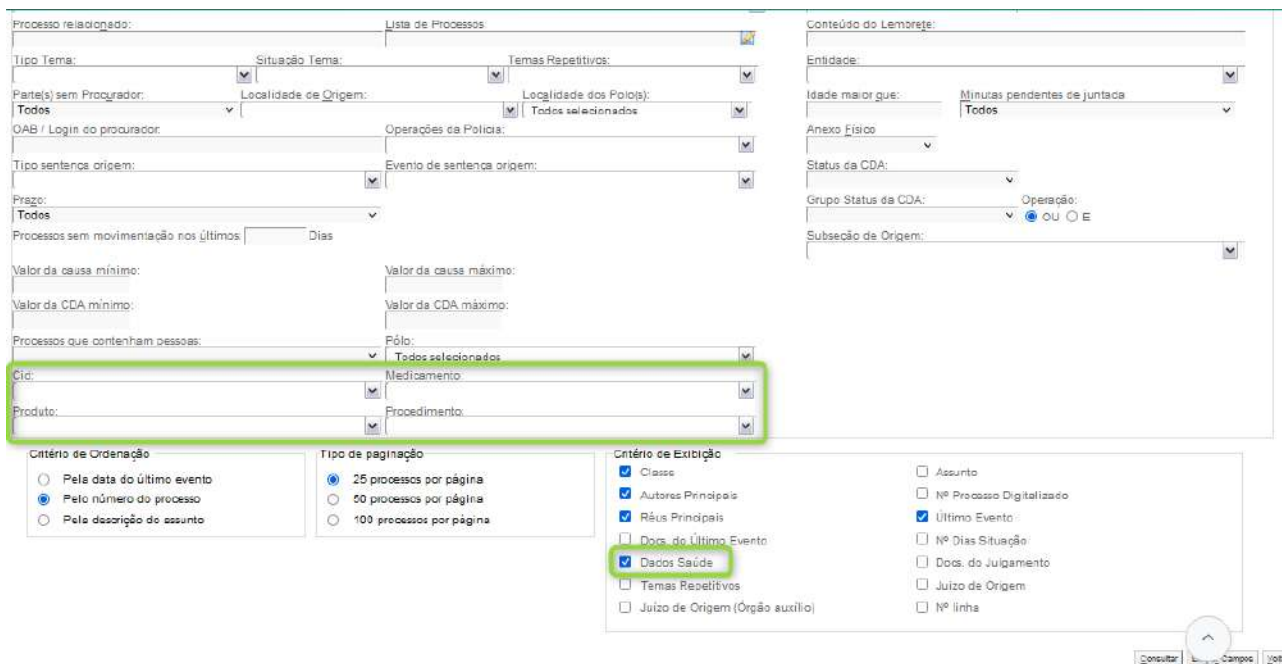 Processo relacionado: Lista de Processos Conteúdo do Lembrete:
Tipo Tema: Situação Tema: Temas Repetitivos: Entidade:
Parte(s) sem Procurador: Localidade de Origem: Localidade dos Polo(s): Idade maior que: Minutas pendentes de juntada
Todos Todos selecionados Todos
OAB / Login do procurador: Operações da Polícia: Anexo Físico
Tipo sentença origem: Evento de sentença origem: Status da CDA:
Prazo: Grupo Status da CDA: Operação:
Todos OU E
Processos sem movimentação nos últimos: Dias Subseção de Origem:
Valor da causa mínimo: Valor da causa máximo:
Valor da CDA mínimo: Valor da CDA máximo:
Processos que contenham pessoas: Pólo:
Todos selecionados
Cid: Medicamento:
Produto: Procedimento:
Critério de Ordenação Tipo de paginação Critério de Exibição
Pela data do último evento 25 processos por página Classe Assunto
Pelo número do processo 50 processos por página Autores Principais Nº Processo Digitalizado
Pela descrição do assunto 100 processos por página Réus Principais Último Evento
Docs. do Último Evento Nº Dias Situação
Dados Saúde Docs. do Julgamento
Temas Repetitivos Juízo de Origem
Juízo de Origem (Órgão auxílio) Nº linha
Consultar Campos